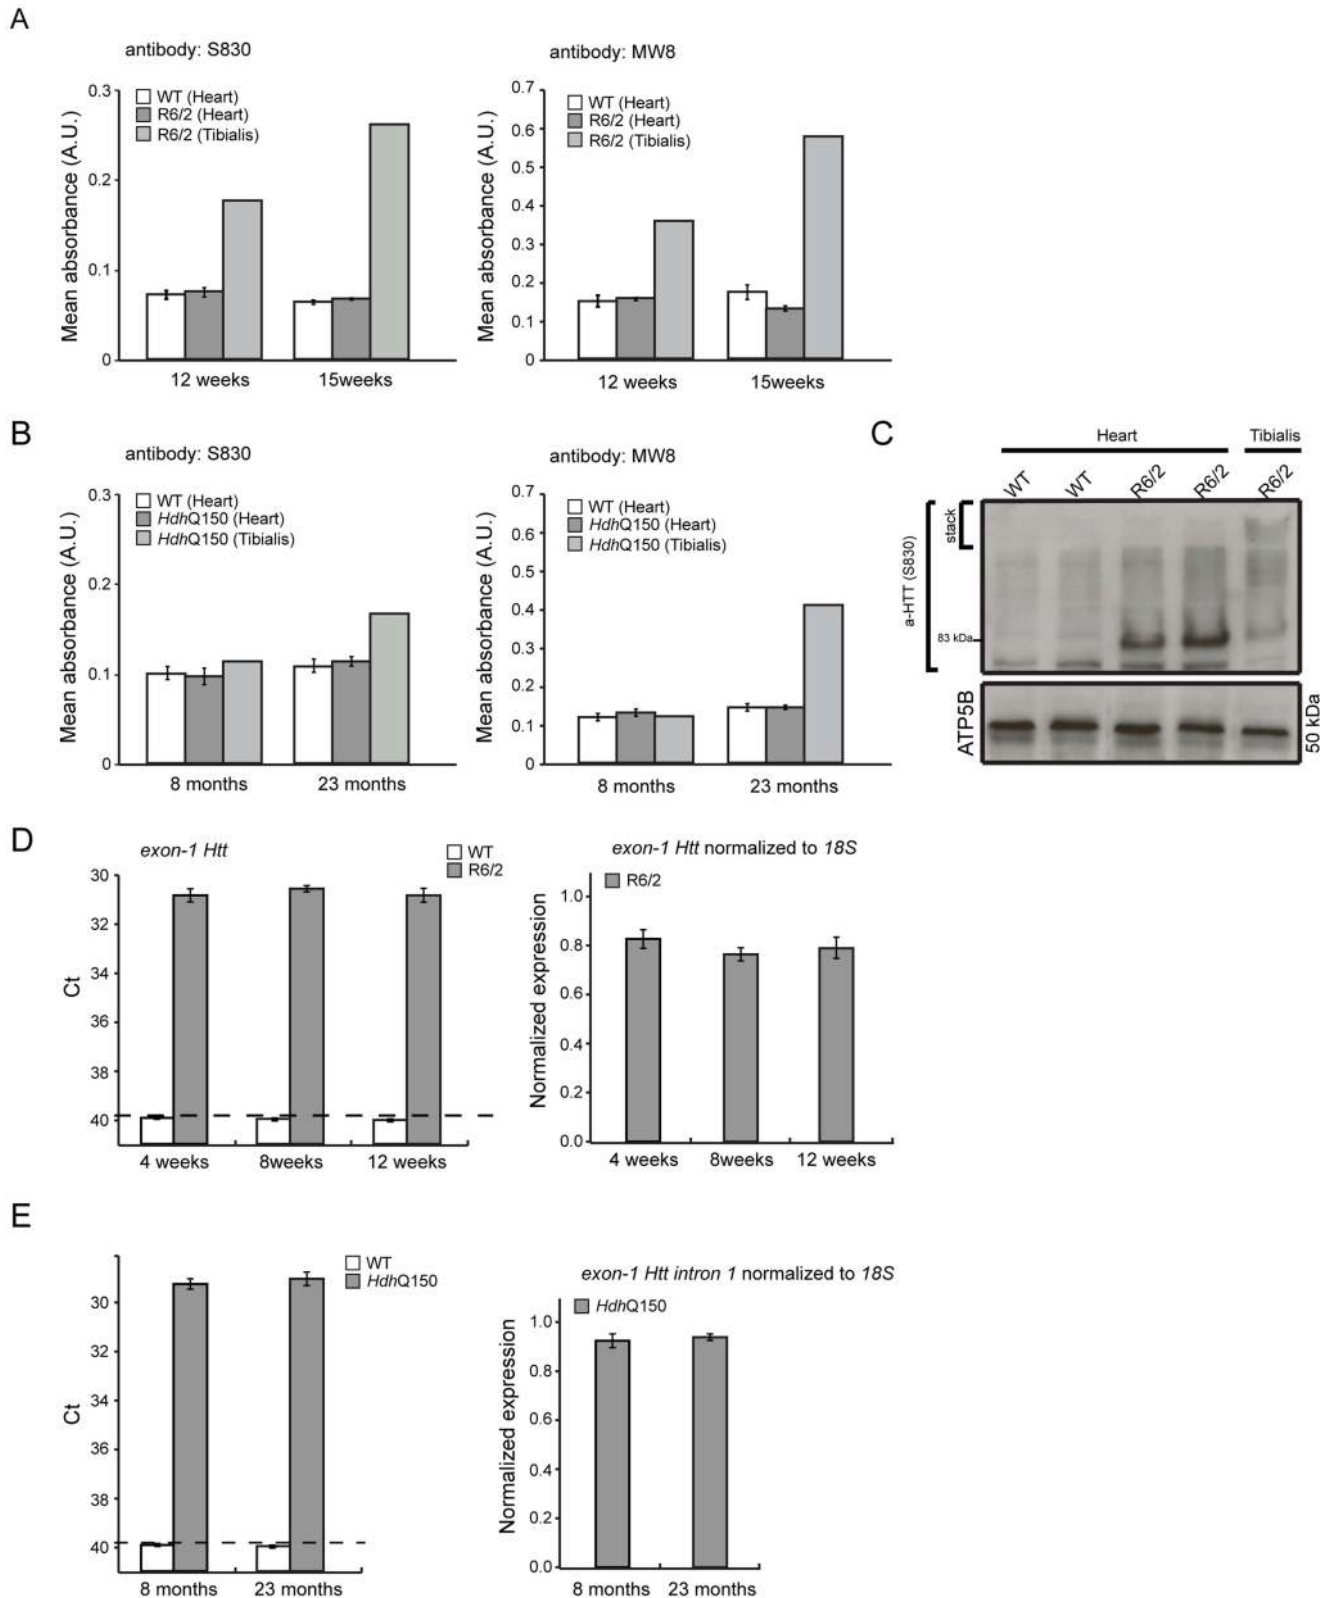 A
antibody: S830
Mean absorbance (A.U.)
0.3
0.2
0.1
0
WT (Heart)
R6/2 (Heart)
R6/2 (Tibialis)
12 weeks
15weeks
antibody: MW8
Mean absorbance (A.U.)
0.7
0.6
0.5
0.4
0.3
0.2
0.1
0
WT (Heart)
R6/2 (Heart)
R6/2 (Tibialis)
12 weeks
15weeks
B
antibody: S830
Mean absorbance (A.U.)
0.3
0.2
0.1
0
WT (Heart)
HdhQ150 (Heart)
HdhQ150 (Tibialis)
8 months
23 months
antibody: MW8
Mean absorbance (A.U.)
0.7
0.6
0.5
0.4
0.3
0.2
0.1
0
WT (Heart)
HdhQ150 (Heart)
HdhQ150 (Tibialis)
8 months
23 months
C
Heart
Tibialis
WT
WT
R6/2
R6/2
R6/2
a-HTT (S830)
stack
83 kDa
ATP5B
50 kDa
D
exon-1 Htt
WT
R6/2
Ct
30
32
34
36
38
40
4 weeks
8weeks
12 weeks
exon-1 Htt normalized to 18S
R6/2
Normalized expression
1.0
0.8
0.6
0.4
0.2
0.0
4 weeks
8weeks
12 weeks
E
WT
HdhQ150
Ct
30
32
34
36
38
40
8 months
23 months
exon-1 Htt intron 1 normalized to 18S
HdhQ150
Normalized expression
1.0
0.8
0.6
0.4
0.2
0.0
8 months
23 months